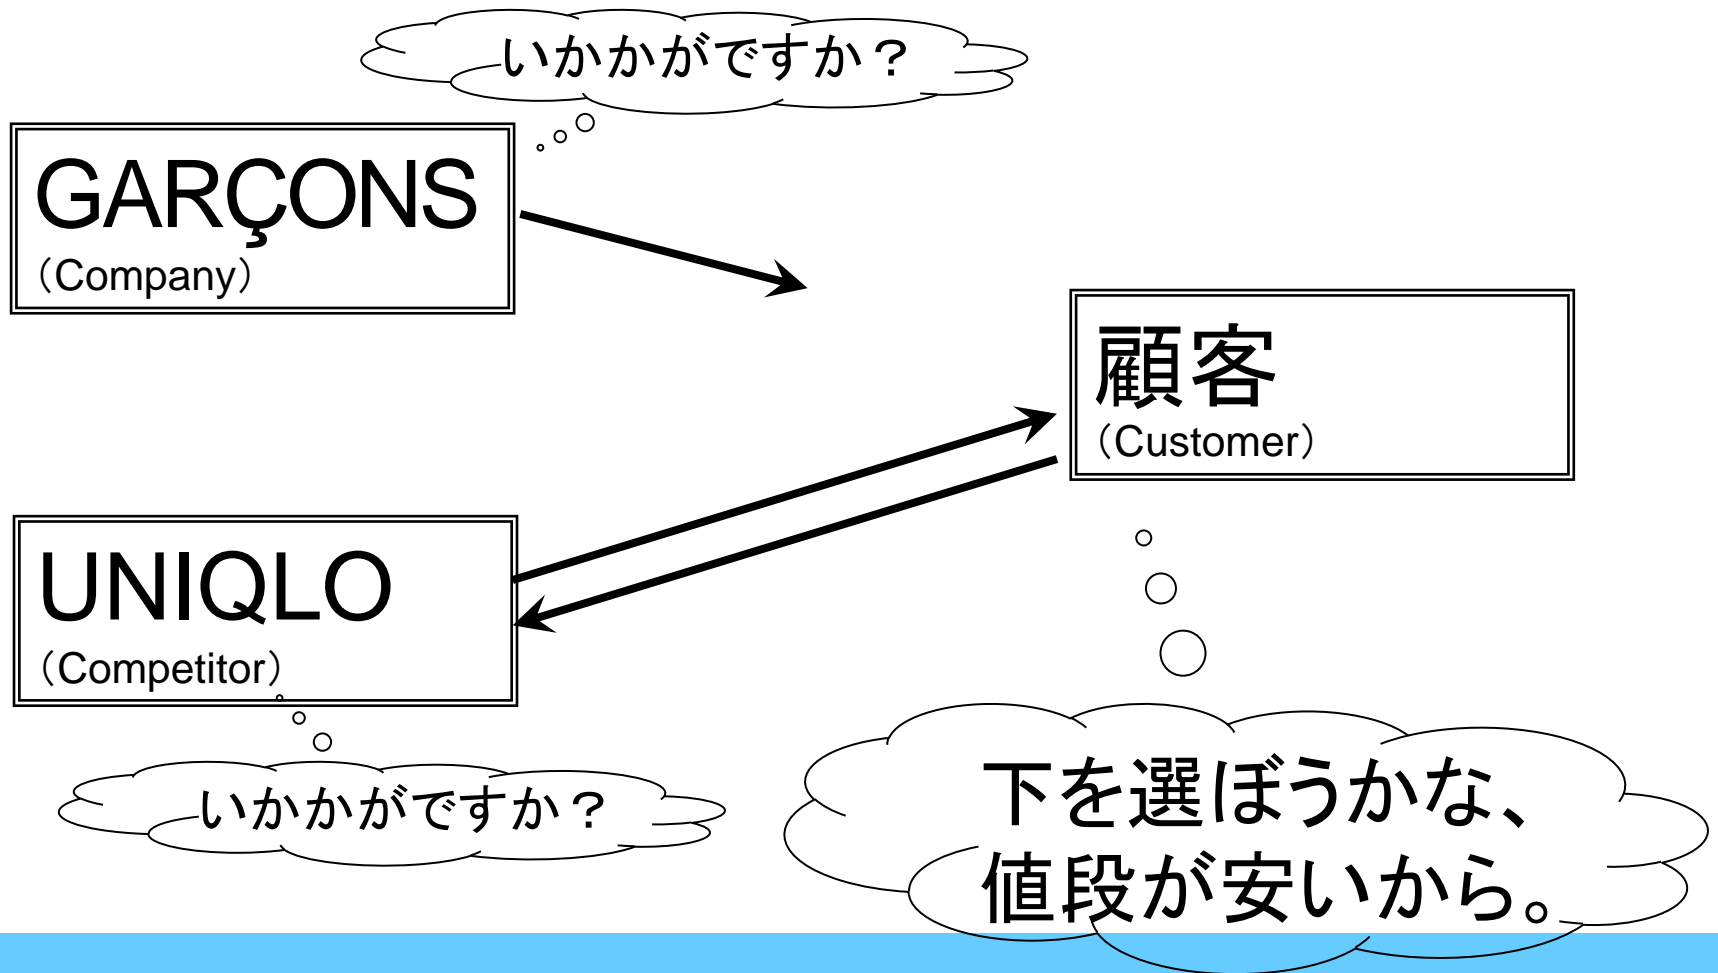 いかかがですか？
GARÇONS
（Company）
顧客
（Customer）
UNIQLO
（Competitor）
いかかがですか？
下を選ぼうかな、
値段が安いから。